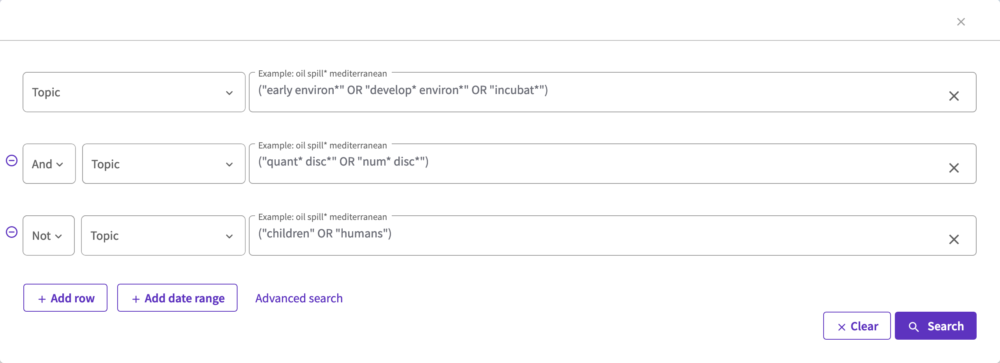 Example: oil spill* mediterranean
Topic
("early environ*" OR "develop* environ*" OR "incubat*")
Example: oil spill* mediterranean
And
Topic
("quant* disc*" OR "num* disc*")
Example: oil spill* mediterranean
Not
Topic
("children" OR "humans")
+ Add row
+ Add date range
Advanced search
× Clear
Search